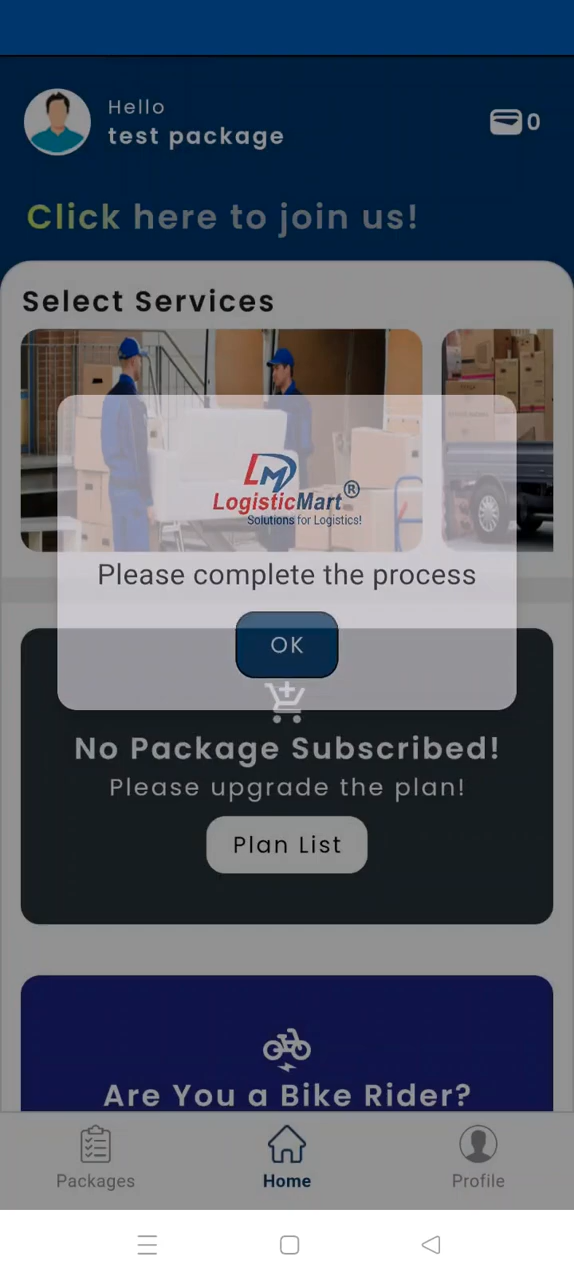 Hello
test package
0
Click here to join us!
Select Services
LM
LogisticMart®
Solutions for Logistics!
Please complete the process
OK
No Package Subscribed!
Please upgrade the plan!
Plan List
Are You a Bike Rider?
Packages
Home
Profile